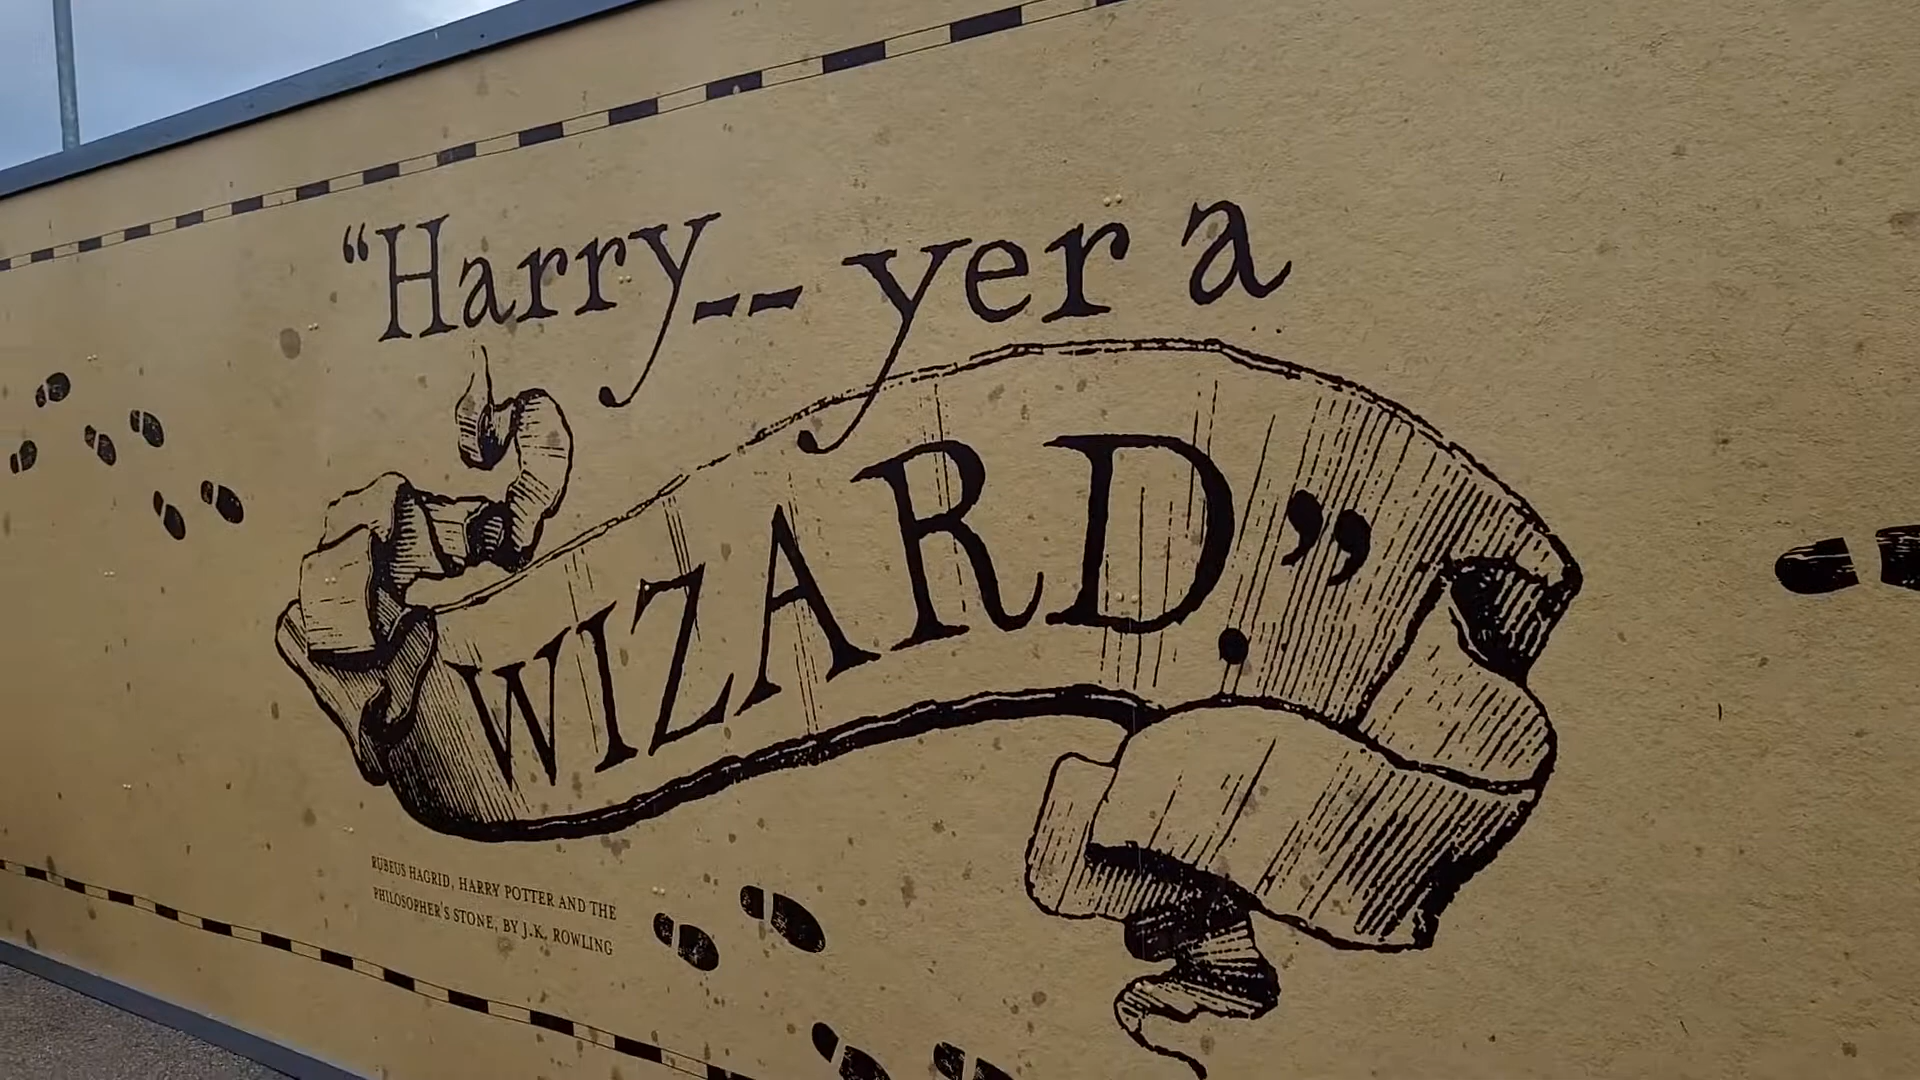 “Harry-- yer a
WIZARD.”
RUBEUS HAGRID, HARRY POTTER AND THE
PHILOSOPHER'S STONE, BY J.K. ROWLING